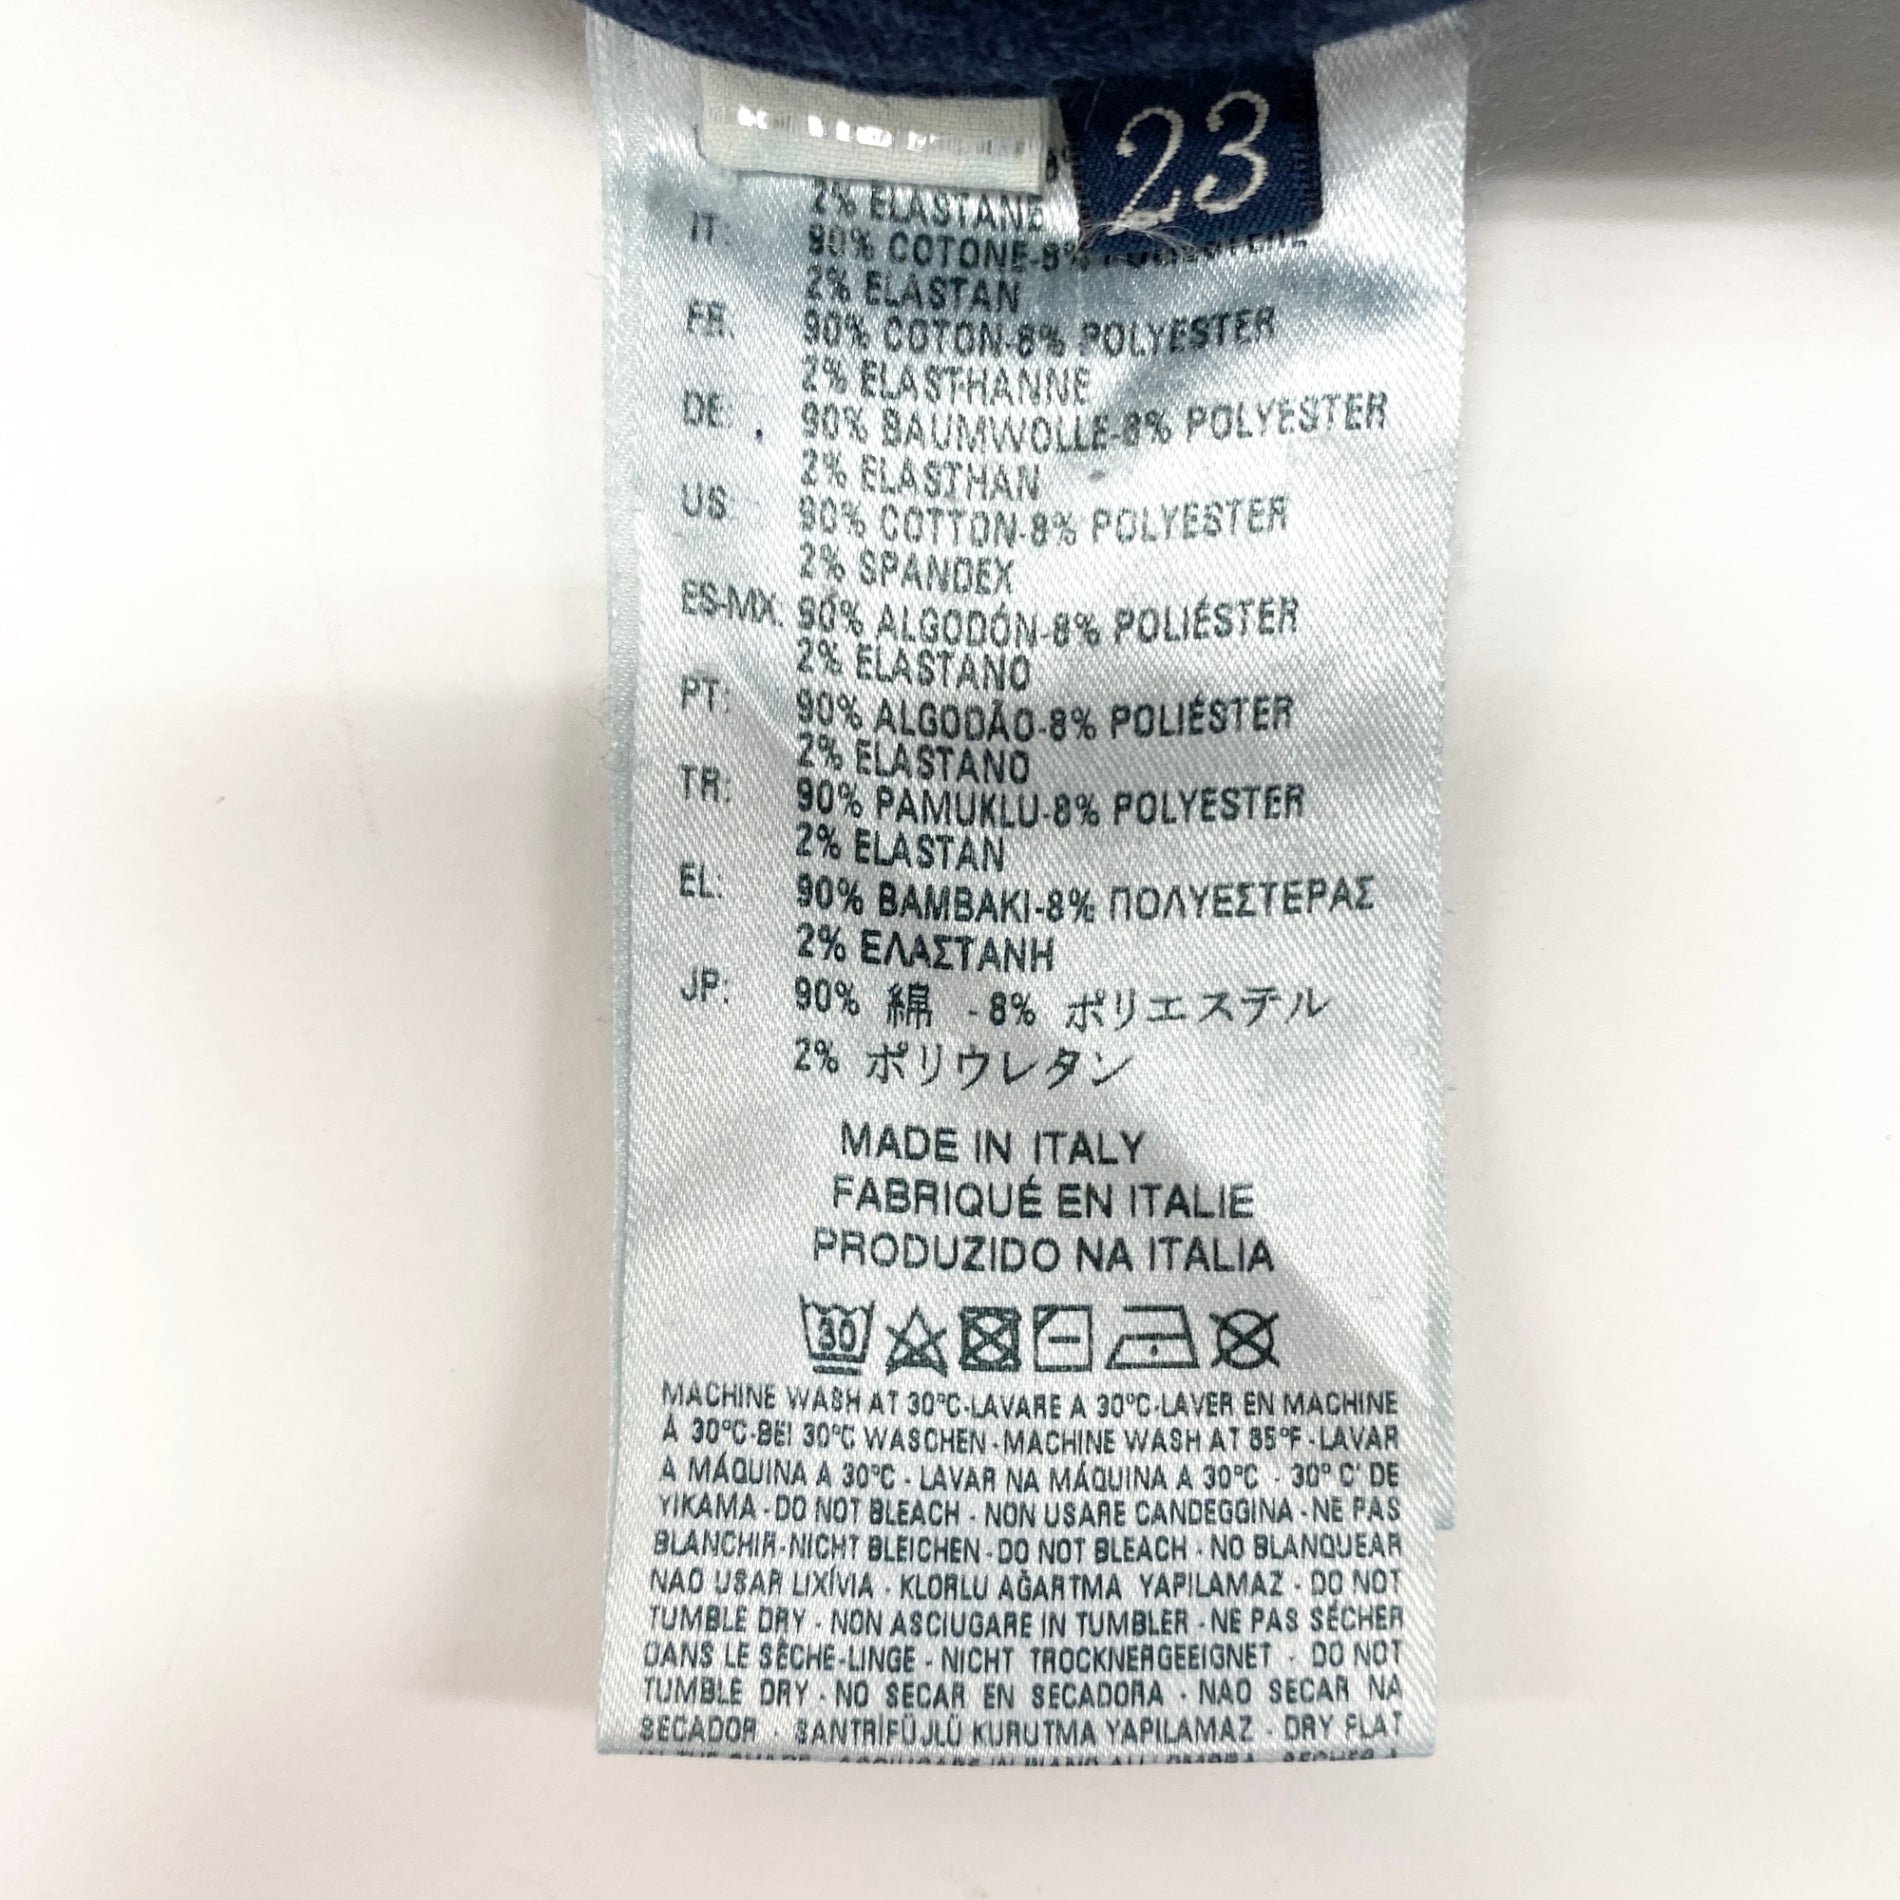 23
2% ELASTANE
IT: 90% COTONE-8%
2% ELASTAN
FR. 90% COTON-8% POLYESTER
2% ELASTHANNE
DE: 90% BAUMWOLLE-8% POLYESTER
2% ELASTHAN
US 90% COTTON-8% POLYESTER
2% SPANDEX
ES-MX. 90% ALGODÓN-8% POLIÉSTER
2% ELASTANO
PT: 90% ALGODÃO-8% POLIÉSTER
2% ELASTANO
TR: 90% PAMUKLU-8% POLYESTER
2% ELASTAN
EL: 90% BAMBAKI-8% ΠΟΛΥΕΣΤΕΡΑΣ
2% ΕΛΑΣΤΑΝΗ
JP: 90% 綿 - 8% ポリエステル
2% ポリウレタン
MADE IN ITALY
FABRIQUÉ EN ITALIE
PRODUZIDO NA ITALIA
30
MACHINE WASH AT 30°C-LAVARE A 30°C-LAVER EN MACHINE
À 30°C-BEI 30°C WASCHEN-MACHINE WASH AT 85°F-LAVAR
A MÁQUINA A 30°C - LAVAR NA MÁQUINA A 30°C - 30° C' DE
YIKAMA - DO NOT BLEACH - NON USARE CANDEGGINA - NE PAS
BLANCHIR-NICHT BLEICHEN-DO NOT BLEACH - NO BLANQUEAR
NAO USAR LIXÍVIA - KLORLU AĞARTMA YAPILAMAZ - DO NOT
TUMBLE DRY - NON ASCIUGARE IN TUMBLER - NE PAS SÉCHER
DANS LE SÈCHE-LINGE - NICHT TROCKNERGEEIGNET - DO NOT
TUMBLE DRY - NO SECAR EN SECADORA - NAO SECAR NA
SECADOR - SANTRİFÜJLÜ KURUTMA YAPILAMAZ - DRY FLAT